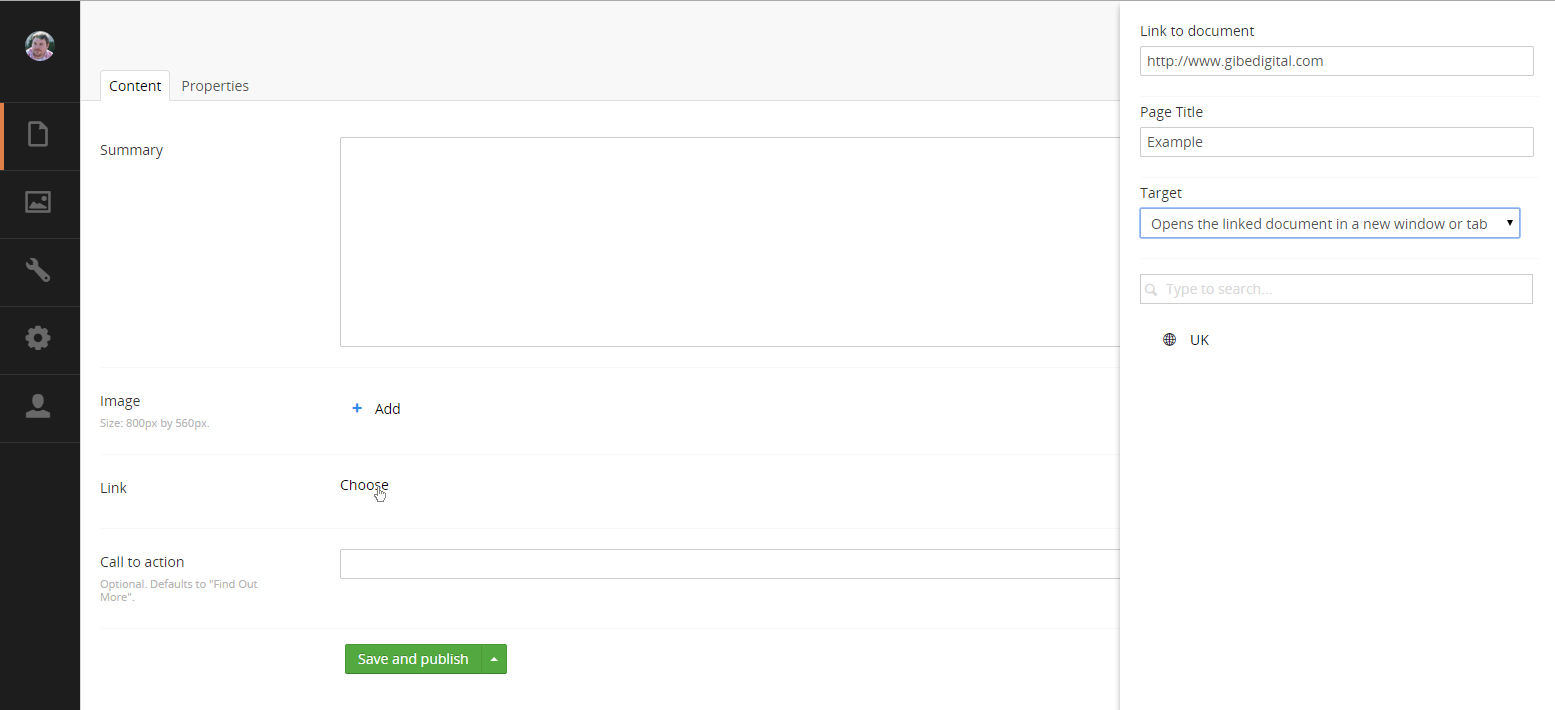 Content Properties
Summary
Image
Size: 800px by 560px.
Add
Link
Choose
Call to action
Optional. Defaults to "Find Out
More".
Save and publish
Link to document
http://www.gibedigital.com
Page Title
Example
Target
Opens the linked document in a new window or tab
Type to search...
UK